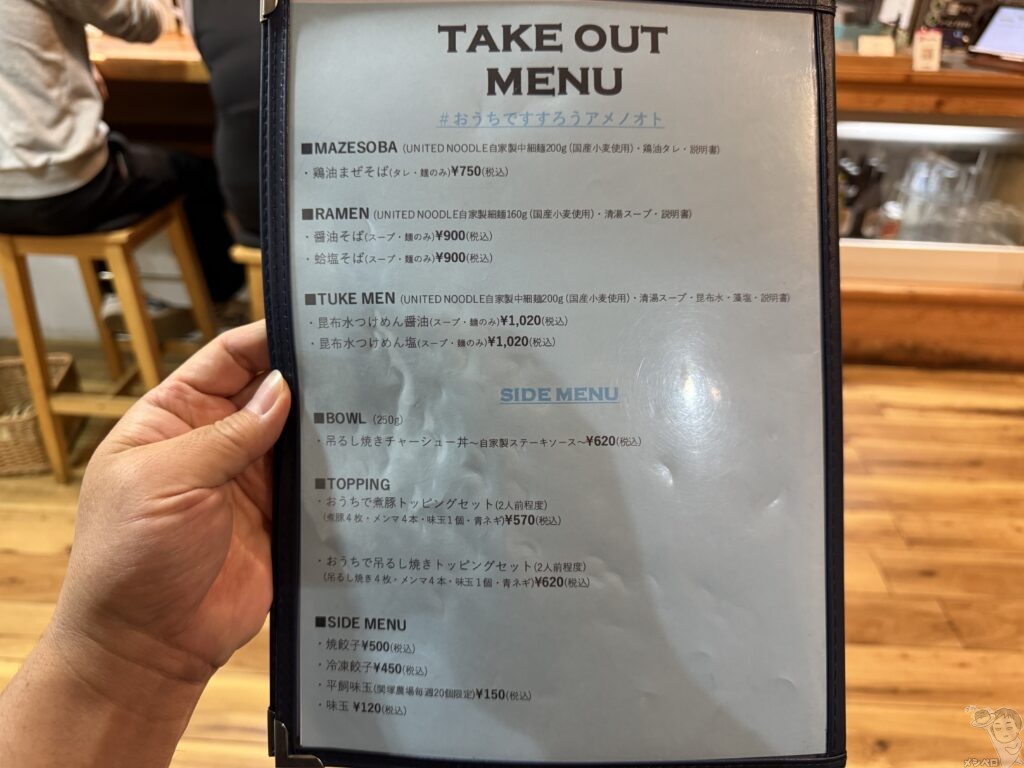 TAKE OUT
MENU
#おうちですするうアメノオト
■MAZESOBA (UNITED NOODLE自家製中細麺200g (国産小麦使用)・鶏油タレ・説明書)
・鶏油まぜそば(タレ・麺のみ)¥750(税込)
■RAMEN (UNITED NOODLE自家製細麺160g (国産小麦使用)・清湯スープ・説明書)
・醤油そば(スープ・麺のみ)¥900(税込)
・蛤塩そば(スープ・麺のみ)¥900(税込)
■TUKE MEN (UNITED NOODLE自家製中細麺200g (国産小麦使用)・清湯スープ・昆布水・藻塩・説明書)
・昆布水つけめん醤油(スープ・麺のみ)¥1,020(税込)
・昆布水つけめん塩(スープ・麺のみ)¥1,020(税込)
SIDE MENU
■BOWL (250g)
・吊るし焼きチャーシュー丼〜自家製ステーキソース〜¥620(税込)
■TOPPING
・おうちで煮豚トッピングセット(2人前程度)
(煮豚4枚・メンマ4本・味玉1個・青ネギ)¥570(税込)
・おうちで吊るし焼きトッピングセット(2人前程度)
(吊るし焼き4枚・メンマ4本・味玉1個・青ネギ)¥620(税込)
■SIDE MENU
・焼餃子¥500(税込)
・冷凍餃子¥450(税込)
・平飼味玉(関塚農場毎週20個限定)¥150(税込)
・味玉 ¥120(税込)
メンペロ